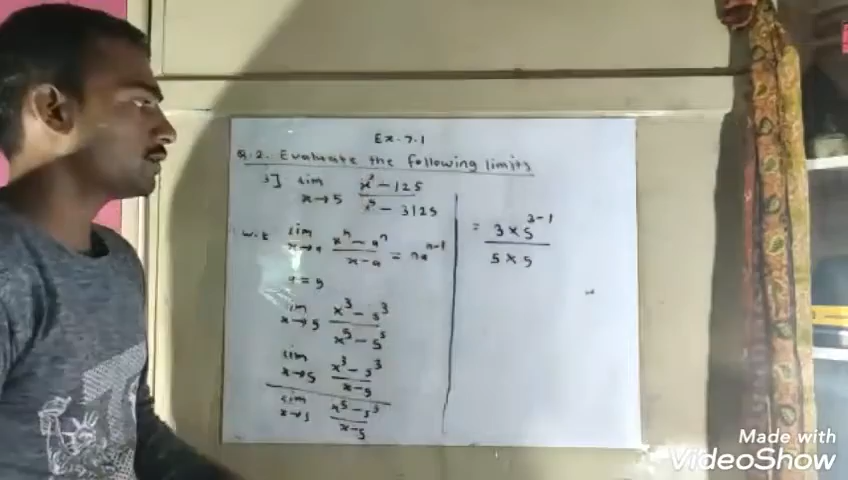 Ex-7.1
Q.2. Evaluate the following limits
3] lim x→5 x³-125 / x⁵-3125
w.k.t lim x→a xⁿ-aⁿ / x-a = naⁿ⁻¹
a = 5
lim x→5 x³-5³ / x⁵-5⁵
lim x→5 x³-5³ / x-5
lim x→5 x⁵-5⁵ / x-5
= 3×5³⁻¹ / 5×5
Made with
VideoShow